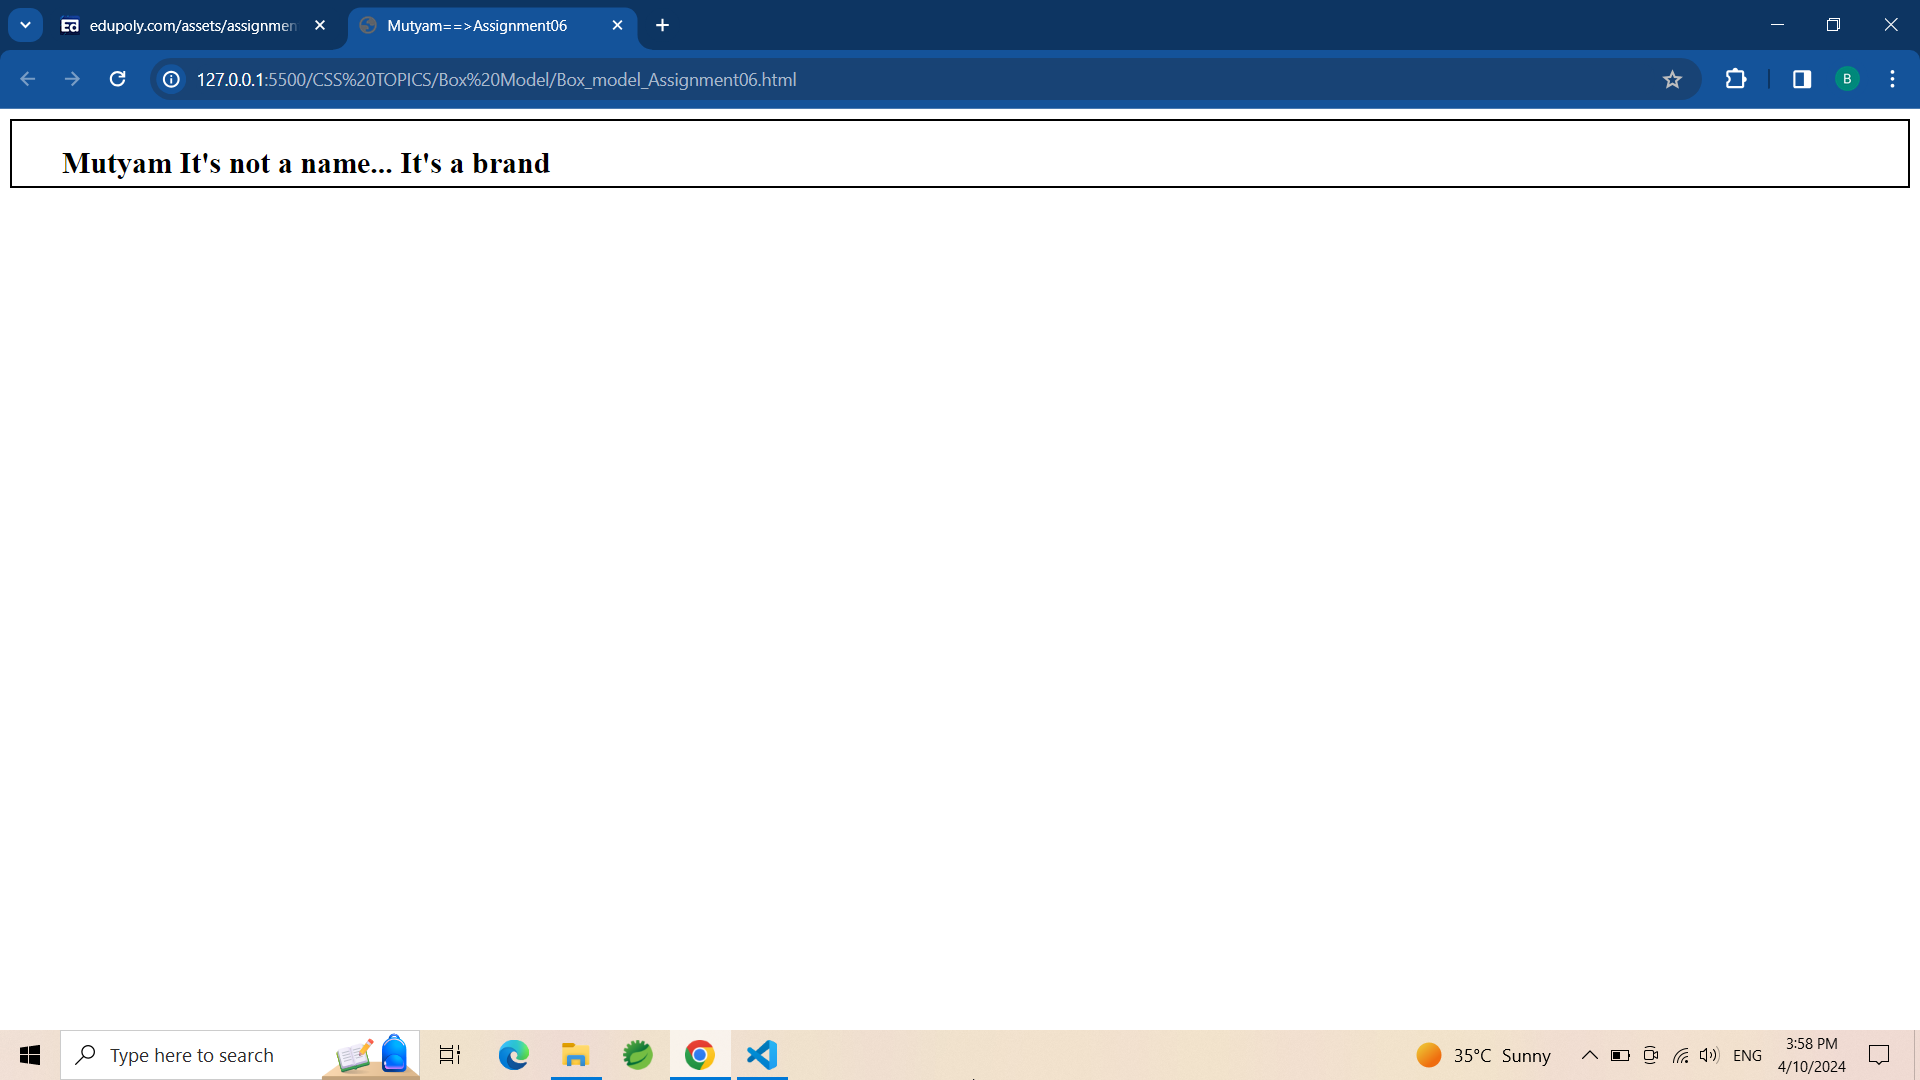 Ed edupoly.com/assets/assignmen
Mutyam==>Assignment06
127.0.0.1:5500/CSS%20TOPICS/Box%20Model/Box_model_Assignment06.html
B
Mutyam It's not a name... It's a brand
Type here to search
35°C Sunny
ENG
3:58 PM
4/10/2024